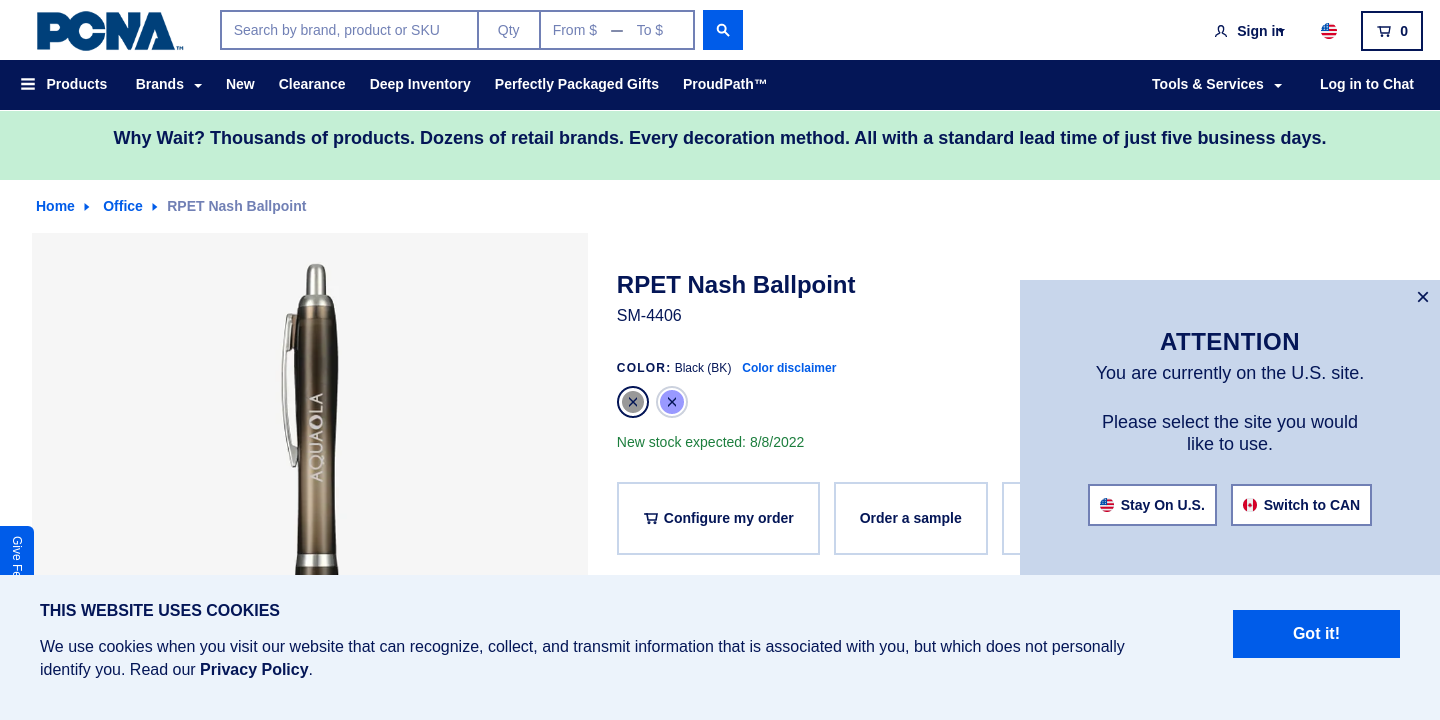 PCNA™
Search by brand, product or SKU
Qty
From $ — To $
Sign in
0
Products
Brands
New
Clearance
Deep Inventory
Perfectly Packaged Gifts
ProudPath™
Tools & Services
Log in to Chat
Why Wait? Thousands of products. Dozens of retail brands. Every decoration method. All with a standard lead time of just five business days.
Home
Office
RPET Nash Ballpoint
AQUAOLA
RPET Nash Ballpoint
SM-4406
COLOR: Black (BK) Color disclaimer
New stock expected: 8/8/2022
Configure my order
Order a sample
ATTENTION
You are currently on the U.S. site.
Please select the site you would
like to use.
Stay On U.S.
Switch to CAN
Give
THIS WEBSITE USES COOKIES
We use cookies when you visit our website that can recognize, collect, and transmit information that is associated with you, but which does not personally
identify you. Read our Privacy Policy.
Got it!